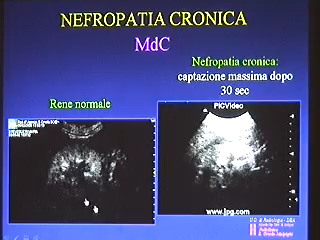 NEFROPATIA CRONICA
MdC
Nefropatia cronica:
captazione massima dopo
30 sec
Rene normale
PICVideo
www.jpg.com